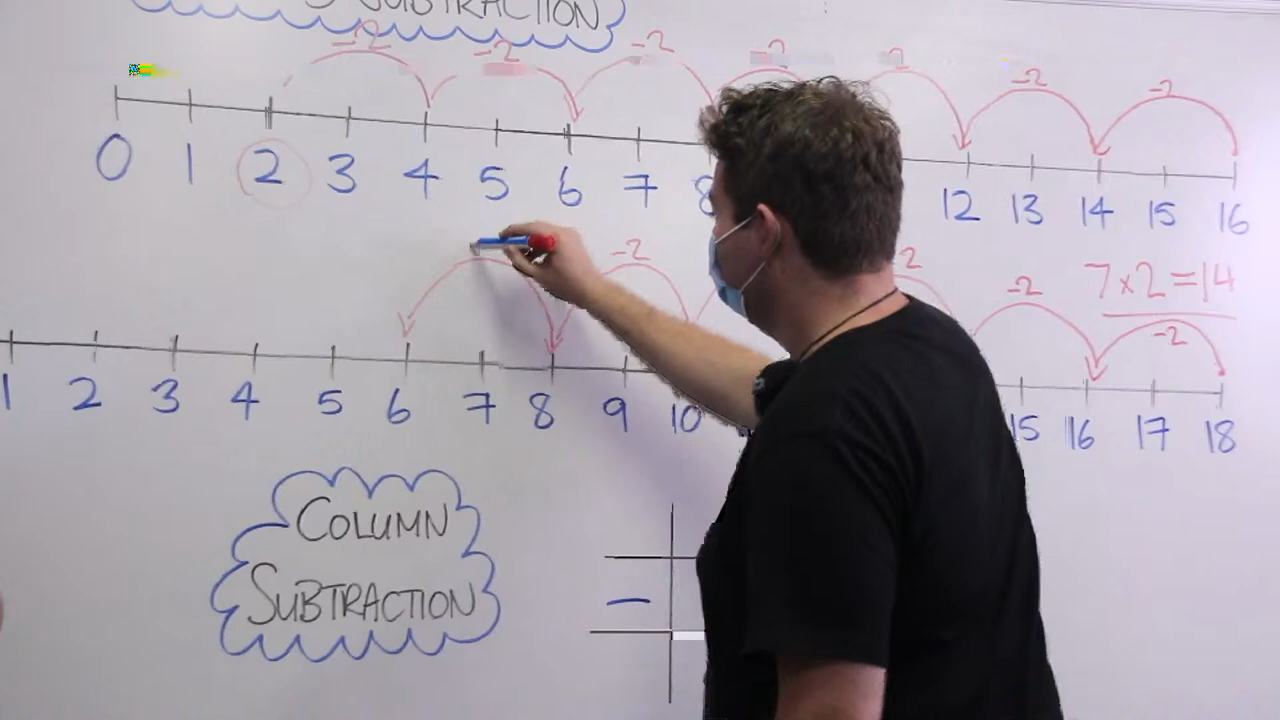 SUBTRACTION
-2 -2 -2 -2 2 -2 -2
0 1 2 3 4 5 6 7 8 12 13 14 15 16
7×2=14
-2 -2 -2 -2
1 2 3 4 5 6 7 8 9 10 15 16 17 18
COLUMN
SUBTRACTION
−